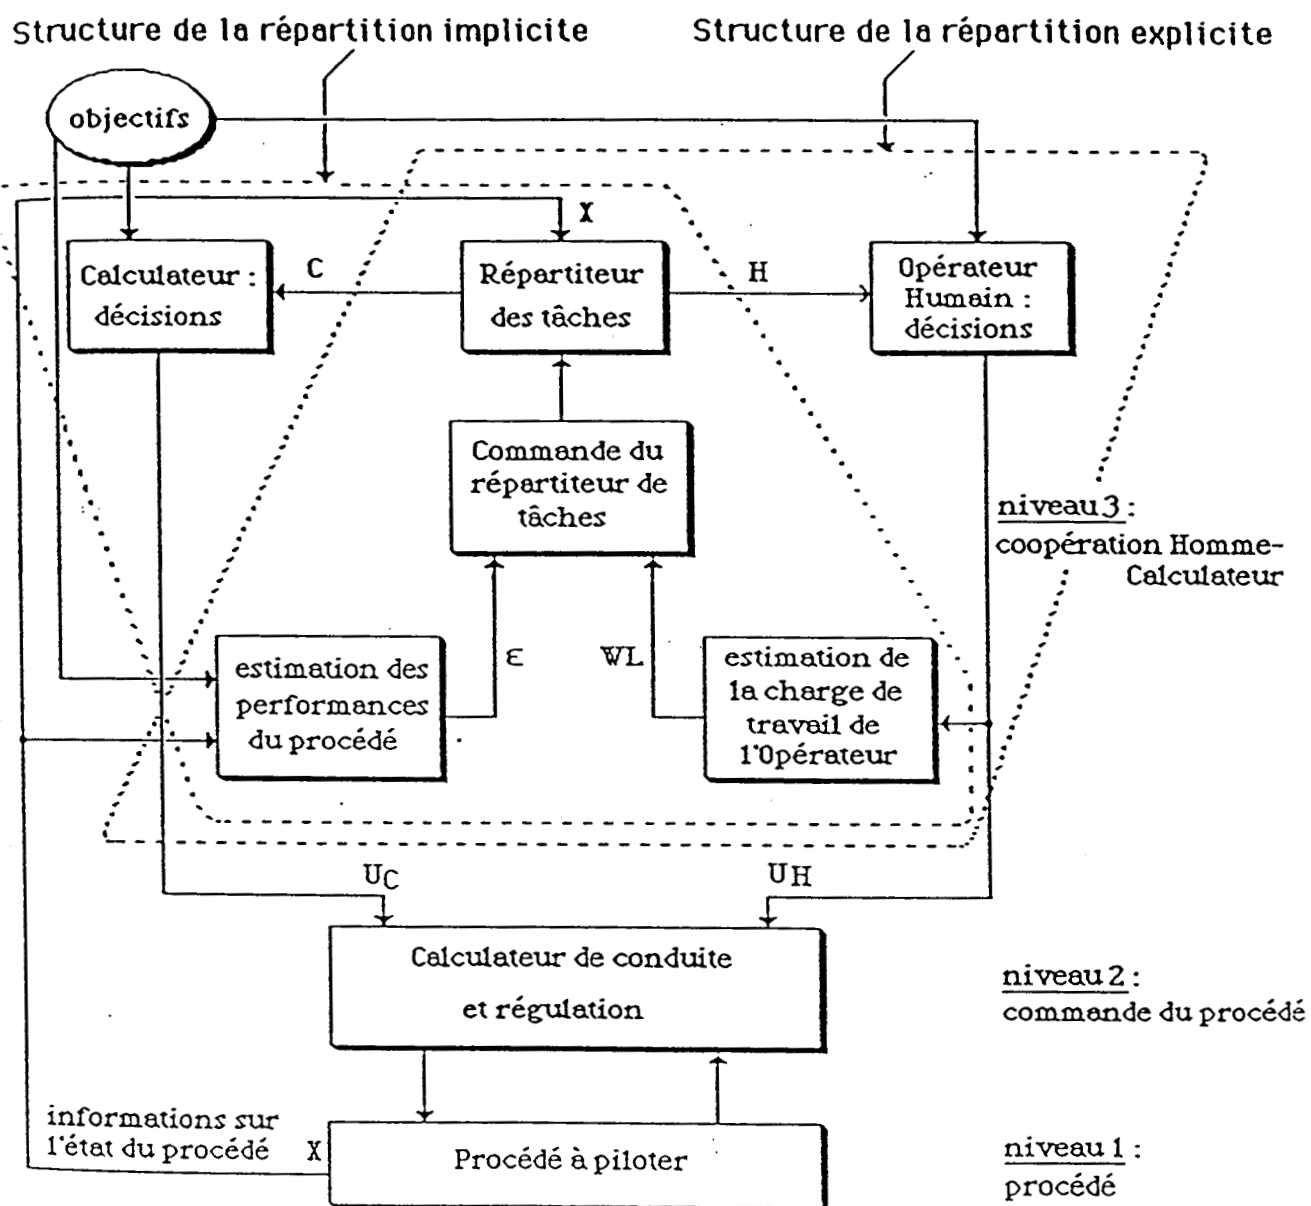 Structure de la répartition implicite
Structure de la répartition explicite
objectifs
X
Calculateur :
décisions
C
Répartiteur
des tâches
H
Opérateur
Humain :
décisions
Commande du
répartiteur de
tâches
niveau 3 :
coopération Homme-
Calculateur
estimation des
performances
du procédé
ε
WL
estimation de
la charge de
travail de
l'Opérateur
UC
UH
Calculateur de conduite
et régulation
niveau 2 :
commande du procédé
informations sur
l'état du procédé
X
Procédé à piloter
niveau 1 :
procédé